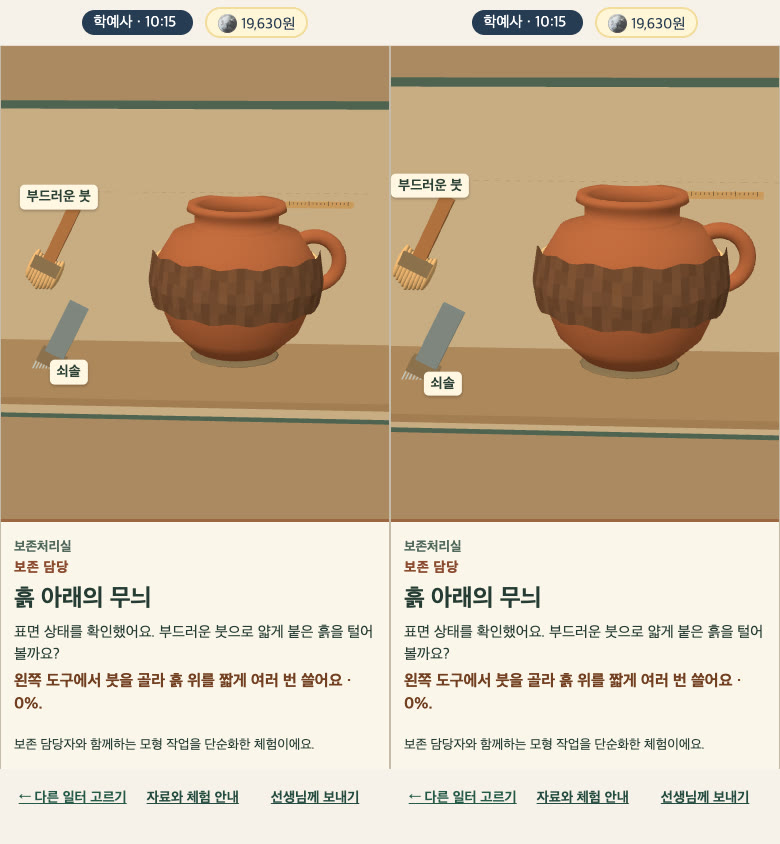 학예사 · 10:15
19,630원
부드러운 붓
쇠솔
보존처리실
보존 담당
흙 아래의 무늬
표면 상태를 확인했어요. 부드러운 붓으로 얇게 붙은 흙을 털어
볼까요?
왼쪽 도구에서 붓을 골라 흙 위를 짧게 여러 번 쓸어요 ·
0%.
보존 담당자와 함께하는 모형 작업을 단순화한 체험이에요.
← 다른 일터 고르기
자료와 체험 안내
선생님께 보내기
학예사 · 10:15
19,630원
부드러운 붓
쇠솔
보존처리실
보존 담당
흙 아래의 무늬
표면 상태를 확인했어요. 부드러운 붓으로 얇게 붙은 흙을 털어
볼까요?
왼쪽 도구에서 붓을 골라 흙 위를 짧게 여러 번 쓸어요 ·
0%.
보존 담당자와 함께하는 모형 작업을 단순화한 체험이에요.
← 다른 일터 고르기
자료와 체험 안내
선생님께 보내기